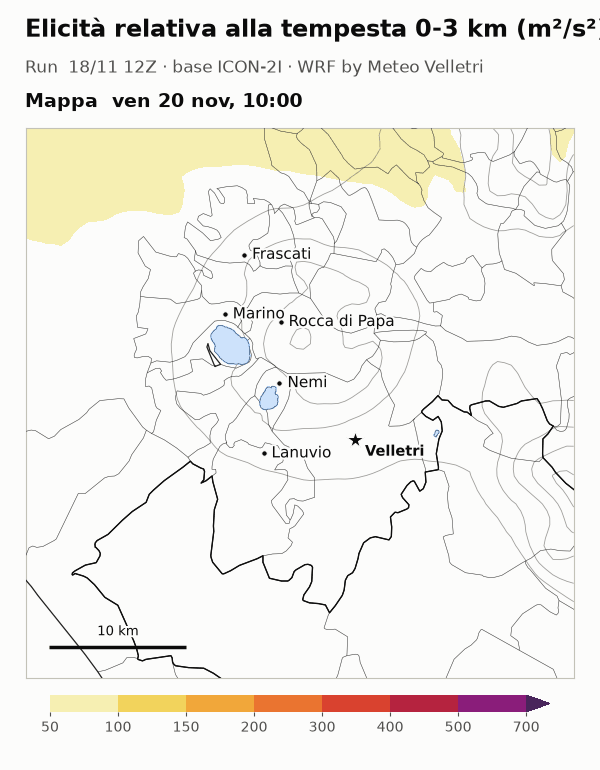 Elicità relativa alla tempesta 0-3 km (m²/s²)
Run  18/11 12Z · base ICON-2I · WRF by Meteo Velletri
Mappa  ven 20 nov, 10:00
Frascati
Marino
Rocca di Papa
Nemi
Velletri
Lanuvio
10 km
50 100 150 200 300 400 500 700